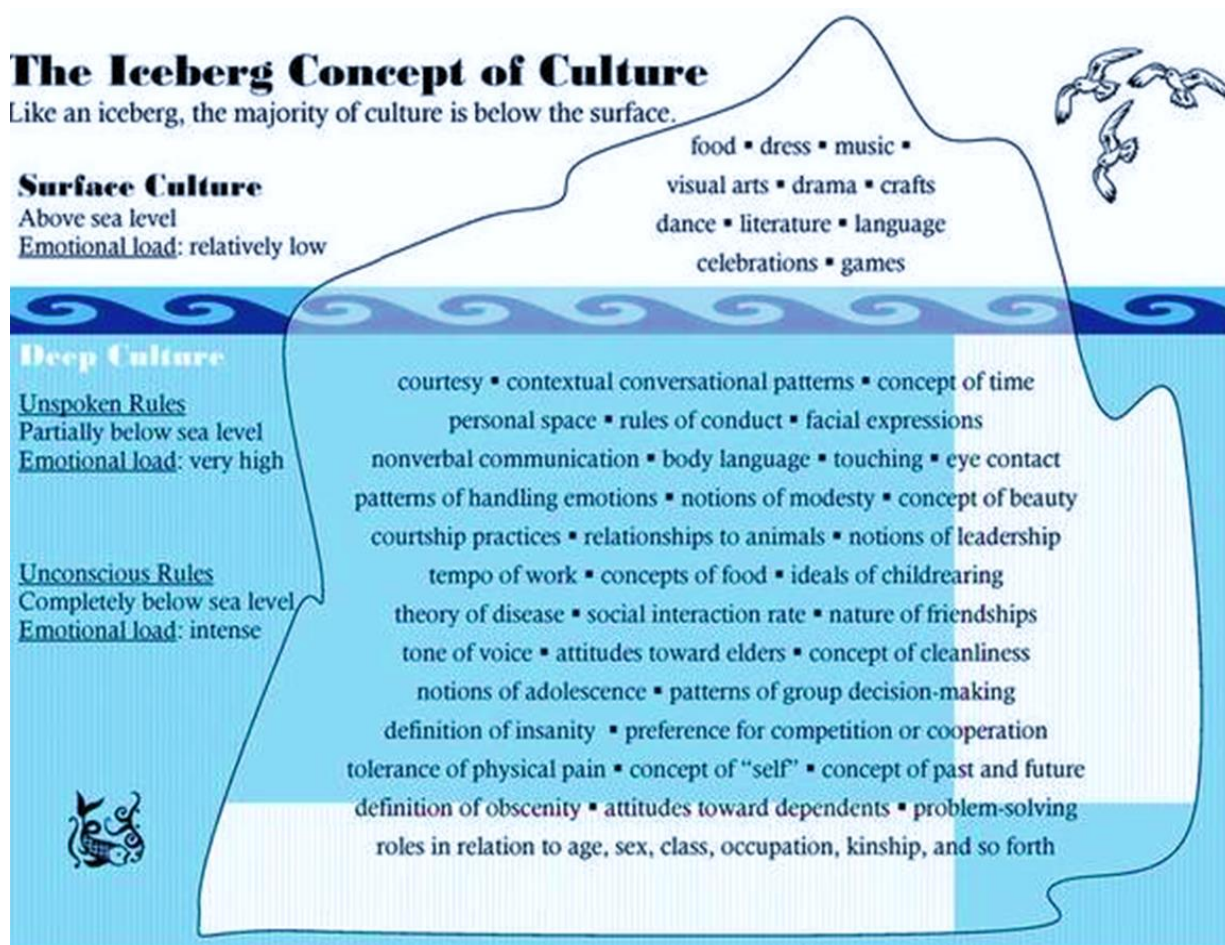 The Iceberg Concept of Culture
Like an iceberg, the majority of culture is below the surface.
food ▪ dress ▪ music ▪
visual arts ▪ drama ▪ crafts
dance ▪ literature ▪ language
celebrations ▪ games
Surface Culture
Above sea level
Emotional load: relatively low
Deep Culture
Unspoken Rules
Partially below sea level
Emotional load: very high
Unconscious Rules
Completely below sea level
Emotional load: intense
courtesy ▪ contextual conversational patterns ▪ concept of time
personal space ▪ rules of conduct ▪ facial expressions
nonverbal communication ▪ body language ▪ touching ▪ eye contact
patterns of handling emotions ▪ notions of modesty ▪ concept of beauty
courtship practices ▪ relationships to animals ▪ notions of leadership
tempo of work ▪ concepts of food ▪ ideals of childrearing
theory of disease ▪ social interaction rate ▪ nature of friendships
tone of voice ▪ attitudes toward elders ▪ concept of cleanliness
notions of adolescence ▪ patterns of group decision-making
definition of insanity ▪ preference for competition or cooperation
tolerance of physical pain ▪ concept of “self” ▪ concept of past and future
definition of obscenity ▪ attitudes toward dependents ▪ problem-solving
roles in relation to age, sex, class, occupation, kinship, and so forth